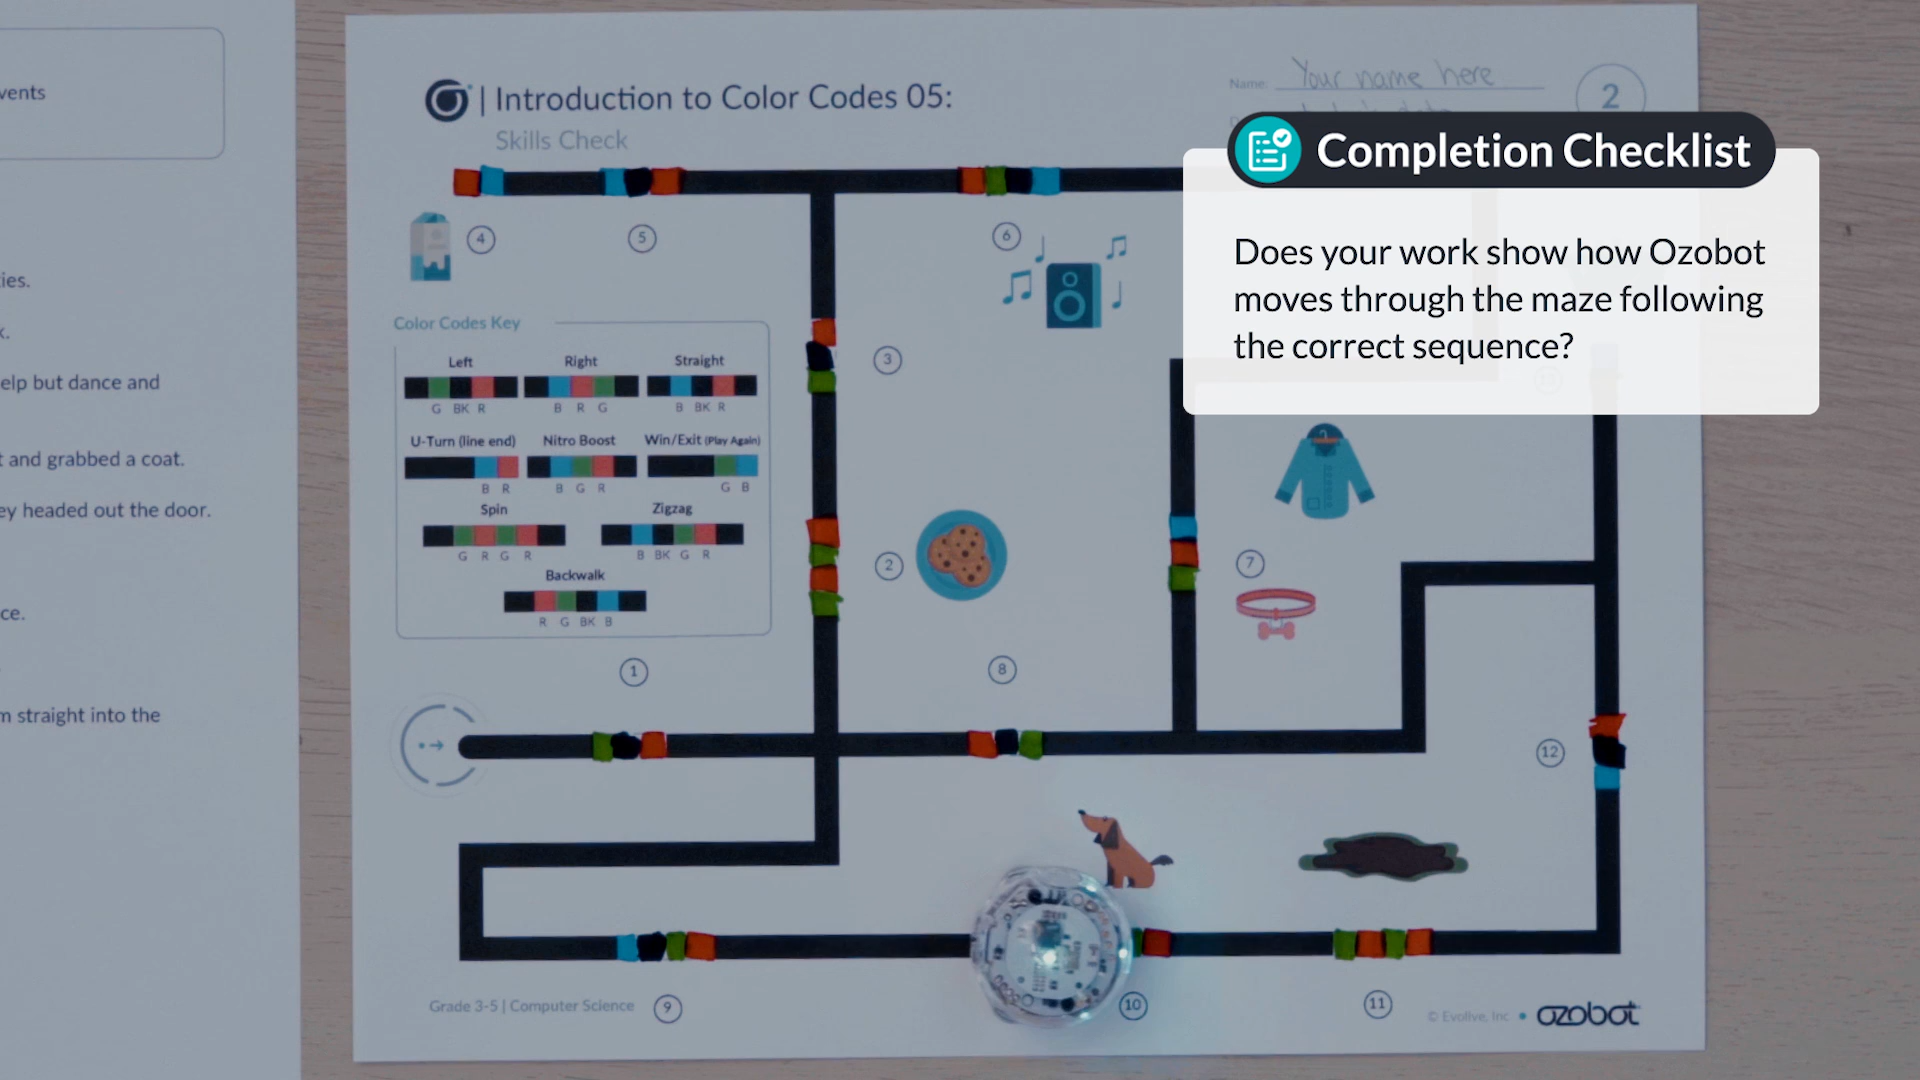 vents
ies.
k.
elp but dance and
t and grabbed a coat.
ey headed out the door.
ce.
m straight into the
Introduction to Color Codes 05:
Skills Check
Name: Your name here
2
Completion Checklist
Does your work show how Ozobot
moves through the maze following
the correct sequence?
4
5
6
Color Codes Key
Left
Right
Straight
G BK R
B R G
B BK R
U-Turn (line end)
Nitro Boost
Win/Exit (Play Again)
B R
B G R
G B
Spin
Zigzag
G R G R
B BK G R
Backwalk
R G BK B
3
2
7
1
8
12
Grade 3-5 | Computer Science
9
10
11
© Evollve, Inc
ozobot